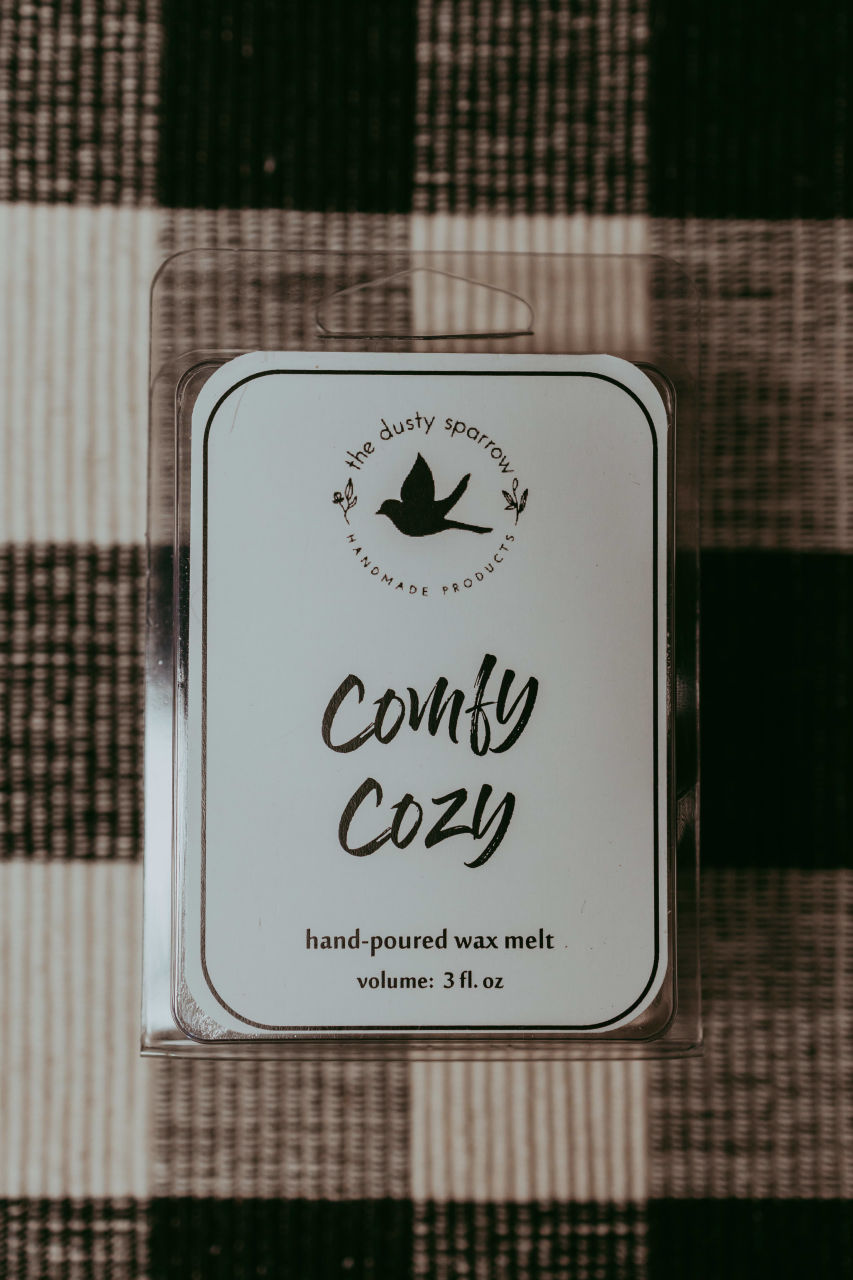 the dusty sparrow
HANDMADE PRODUCTS
Comfy
Cozy
hand-poured wax melt
volume: 3 fl. oz